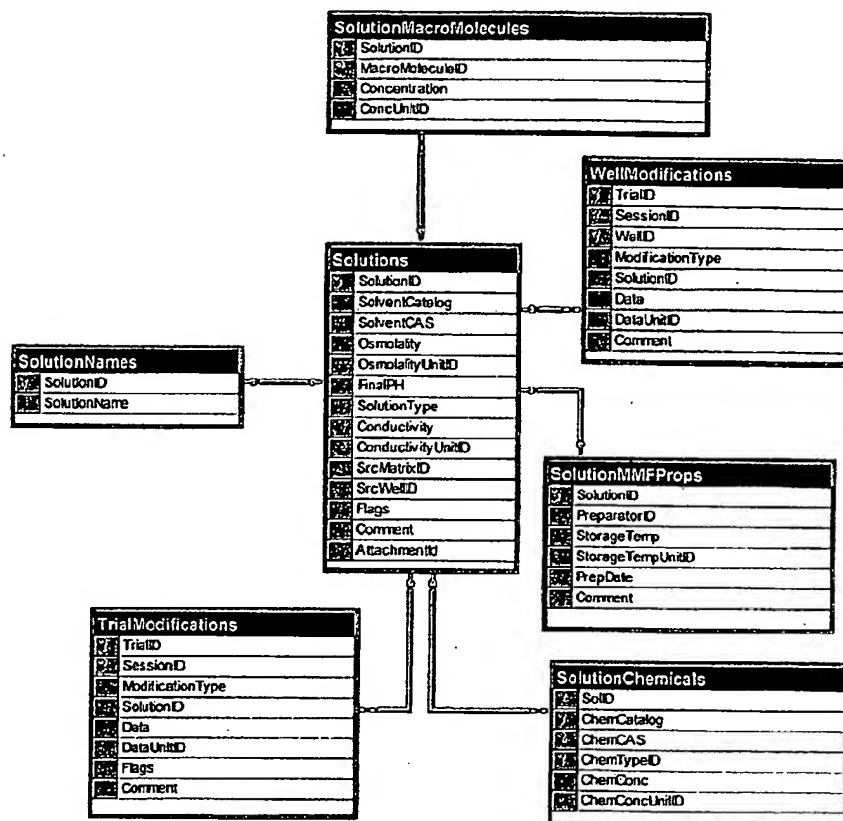 SolutionMacroMolecules
SolutionID
MacroMoleculeID
Concentration
ConcUnitID
WellModifications
TrialID
SessionID
WellID
ModificationType
SolutionID
Data
DataUnitID
Comment
Solutions
SolutionID
SolventCatalog
SolventCAS
Osmolality
OsmolalityUnitID
FinalPH
SolutionType
Conductivity
ConductivityUnitID
SrcMatrixID
SrcWellID
Flags
Comment
AttachmentId
SolutionNames
SolutionID
SolutionName
SolutionMMFProps
SolutionID
PreparatorID
StorageTemp
StorageTempUnitID
PrepDate
Comment
TrialModifications
TrialID
SessionID
ModificationType
SolutionID
Data
DataUnitID
Flags
Comment
SolutionChemicals
SolID
ChemCatalog
ChemCAS
ChemTypeID
ChemConc
ChemConcUnitID